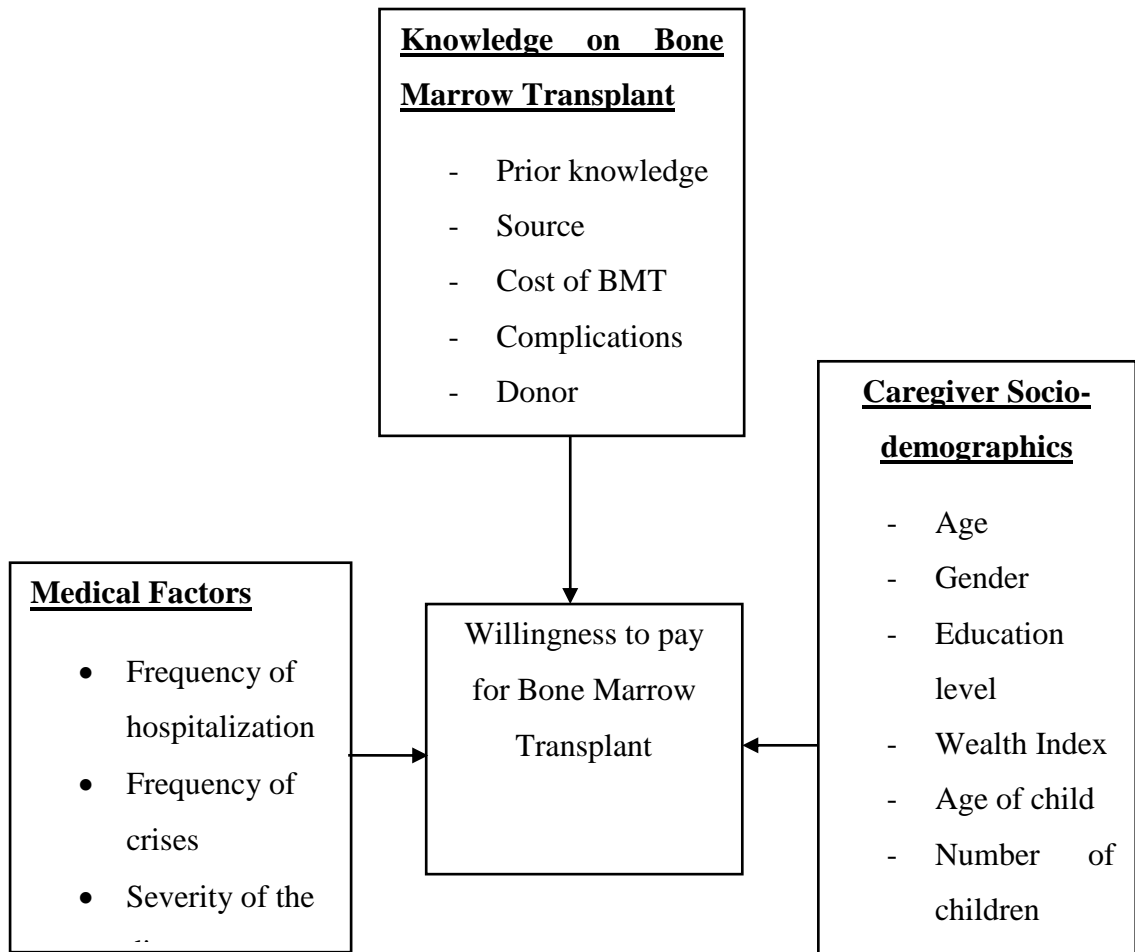 Knowledge on Bone
Marrow Transplant
- Prior knowledge
- Source
- Cost of BMT
- Complications
- Donor
Caregiver Socio-
demographics
- Age
- Gender
- Education
level
- Wealth Index
- Age of child
- Number of
children
Medical Factors
• Frequency of
hospitalization
• Frequency of
crises
• Severity of the
Willingness to pay
for Bone Marrow
Transplant